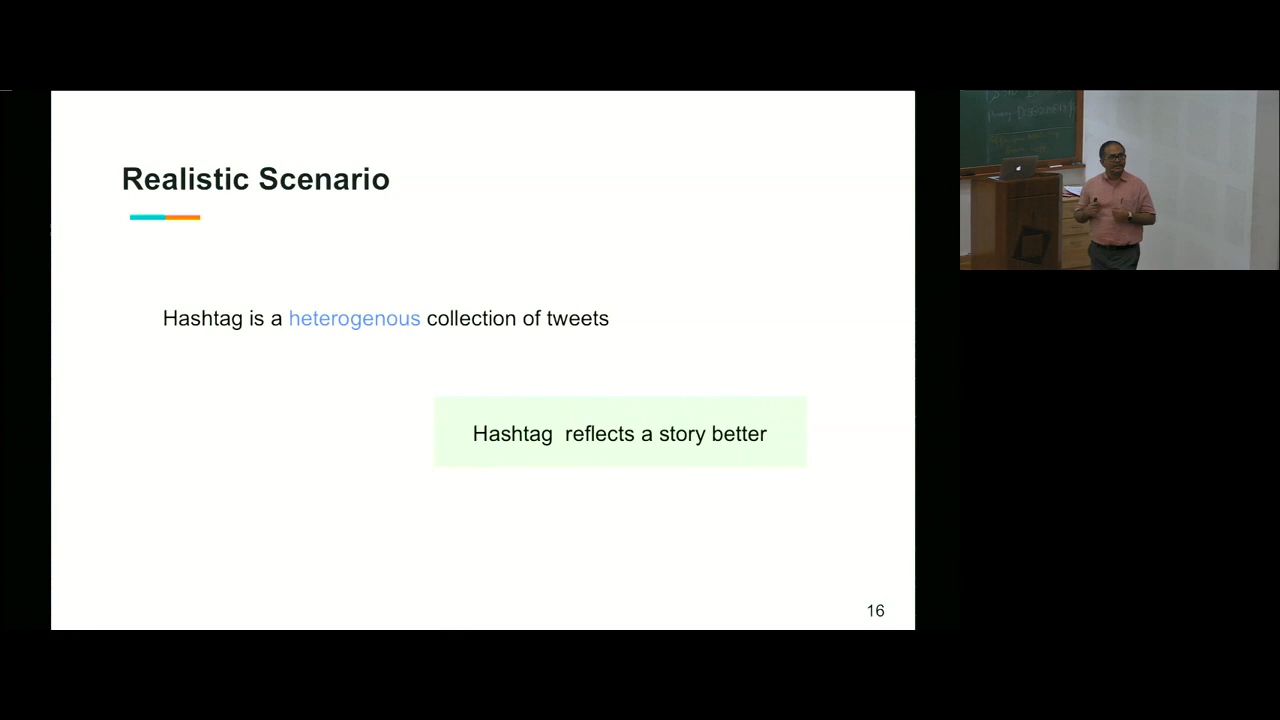 Realistic Scenario
Hashtag is a heterogenous collection of tweets
Hashtag reflects a story better
16